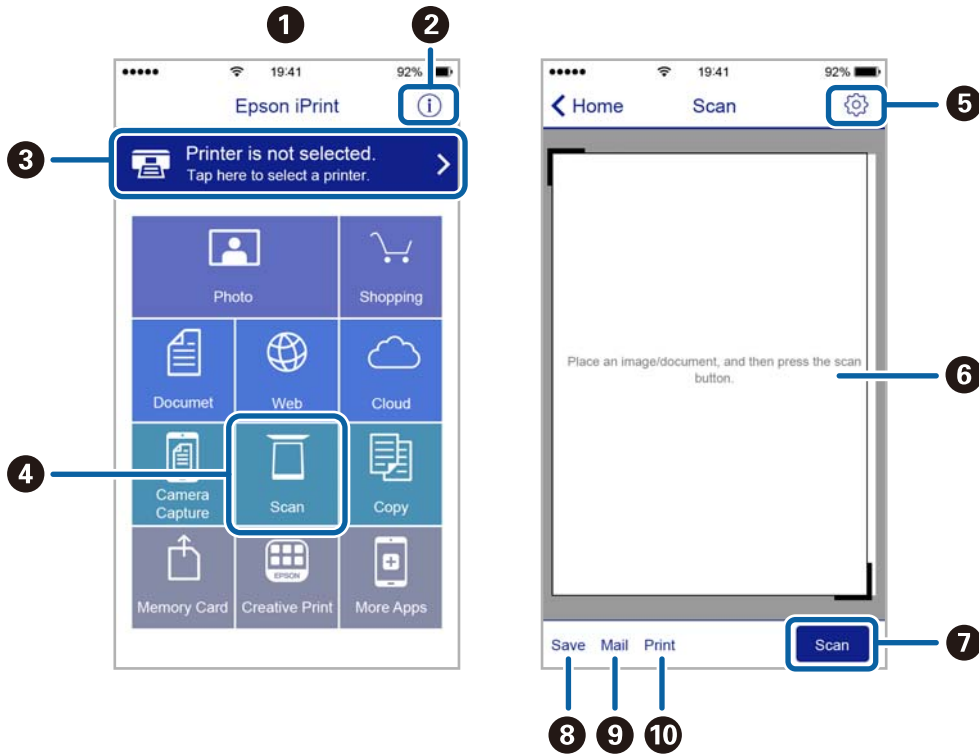 1
2
19:41
92%
Epson iPrint
i
3
Printer is not selected.
Tap here to select a printer.
Photo
Shopping
Documet
Web
Cloud
4
Camera
Capture
Scan
Copy
EPSON
Memory Card
Creative Print
More Apps
19:41
92%
Home
Scan
5
Place an image/document, and then press the scan
button.
6
Save
Mail
Print
Scan
7
8
9
10